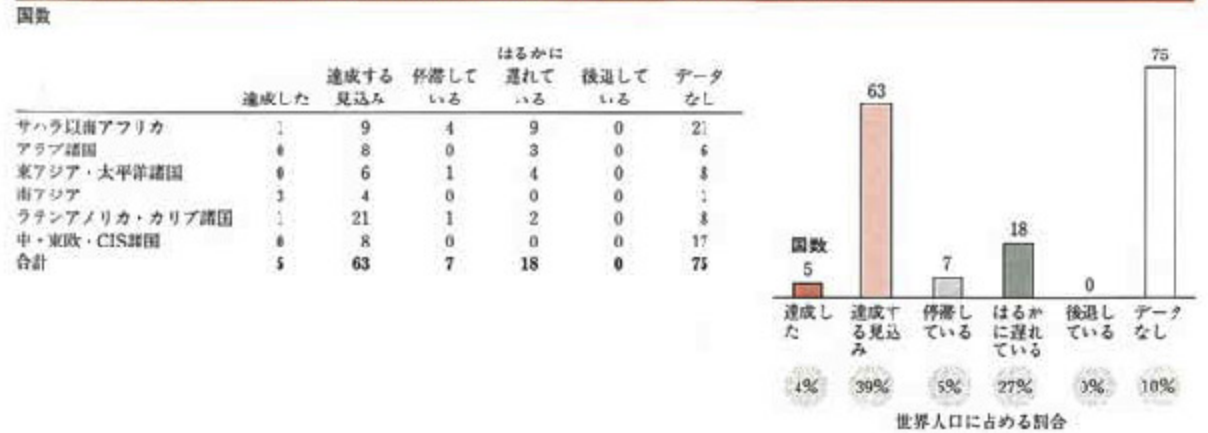 国数
達成した 達成する見込み 停滞している はるかに遅れている 後退している データなし
サハラ以南アフリカ 1 9 4 9 0 21
アラブ諸国 0 8 0 3 0 6
東アジア・太平洋諸国 0 6 1 4 0 8
南アジア 3 4 0 0 0 1
ラテンアメリカ・カリブ諸国 1 21 1 2 0 8
中・東欧・CIS諸国 0 8 0 0 0 17
合計 5 63 7 18 0 75
国数
5 63 7 18 0 75
達成した 達成する見込み 停滞している はるかに遅れている 後退している データなし
4% 39% 5% 27% 0% 10%
世界人口に占める割合